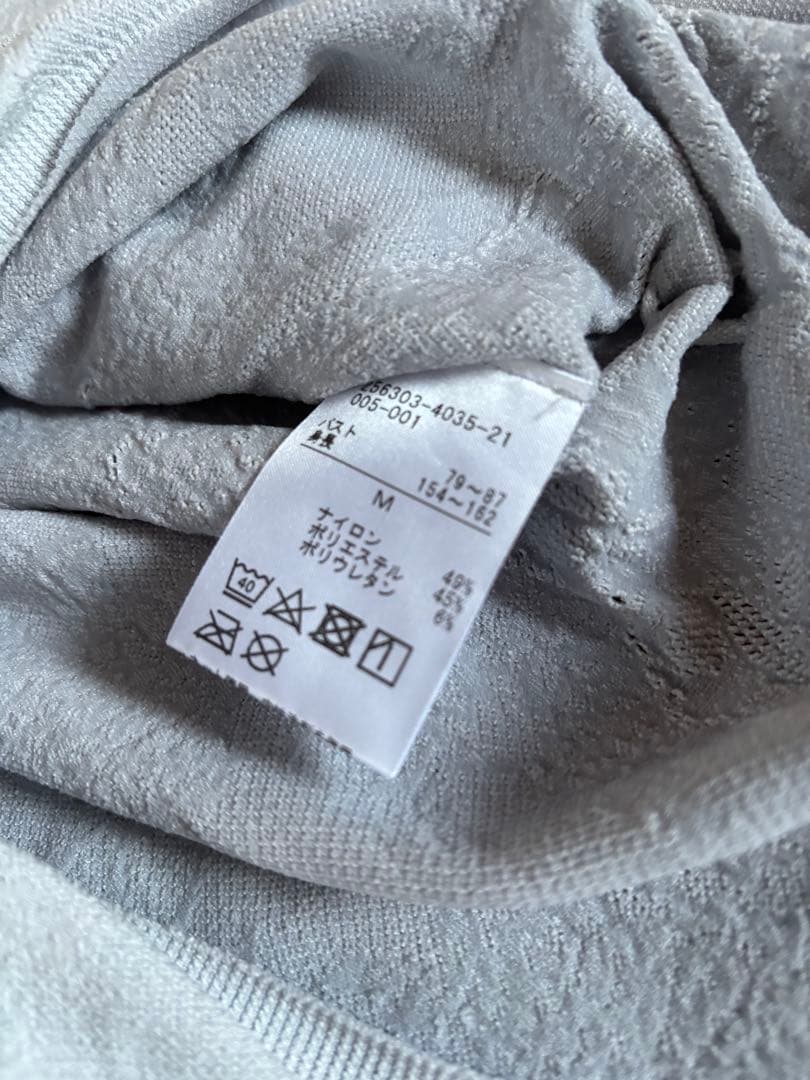 256303-4035-21
005-001
バスト 79~87
身長 154~162
M
ナイロン 49%
ポリエステル 45%
ポリウレタン 6%
40